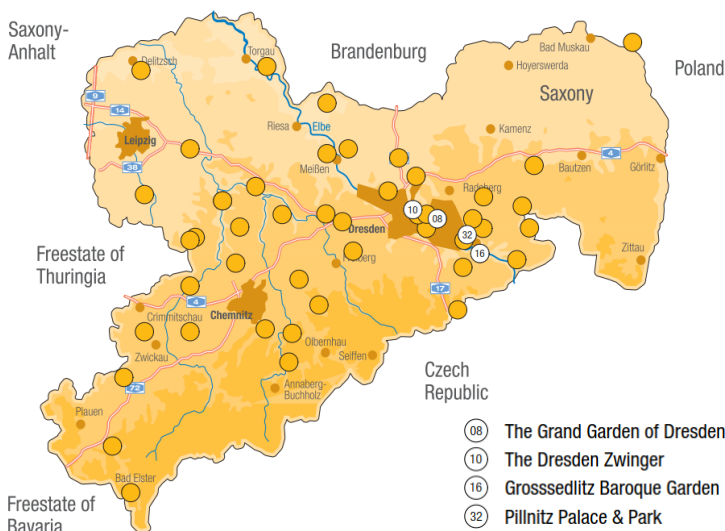 Saxony-
Anhalt
Brandenburg
Poland
Saxony
Freestate of
Thuringia
Czech
Republic
Freestate of
Bavaria
Delitzsch
Torgau
Bad Muskau
Hoyerswerda
9
14
Leipzig
38
Riesa
Elbe
Meißen
Kamenz
4
Bautzen
Görlitz
Radeberg
10
08
Dresden
32
16
Freiberg
17
Zittau
4
Crimmitschau
Chemnitz
Zwickau
Olbernhau
Seiffen
72
Annaberg-
Buchholz
Plauen
Bad Elster
08 The Grand Garden of Dresden
10 The Dresden Zwinger
16 Grosssedlitz Baroque Garden
32 Pillnitz Palace & Park